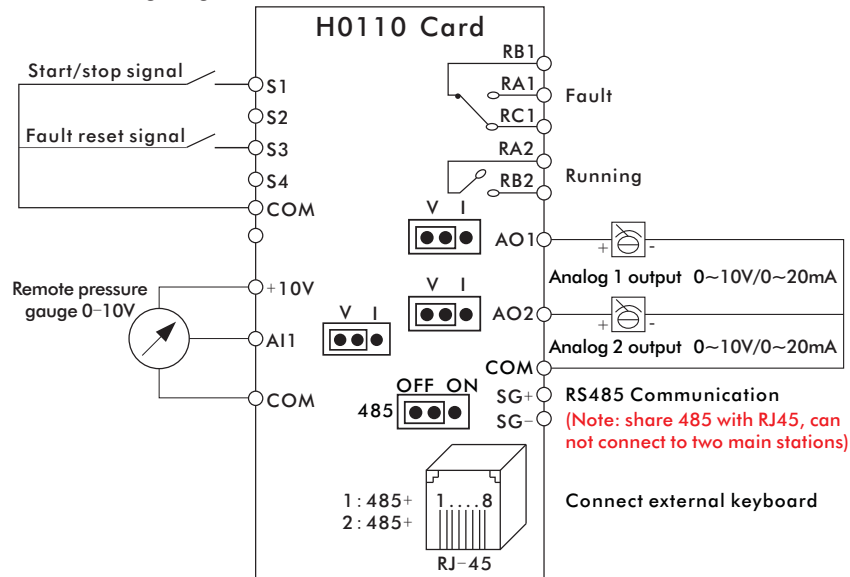 H0110 Card
RB1
Start/stop signal
S1
RA1
Fault
S2
RC1
Fault reset signal
S3
RA2
S4
RB2
Running
COM
V I
AO1
+ -
Analog 1 output 0~10V/0~20mA
Remote pressure
gauge 0-10V
+10V
V I
AO2
+ -
V I
AI1
Analog 2 output 0~10V/0~20mA
COM
OFF ON
SG+
RS485 Communication
COM
485
SG-
(Note: share 485 with RJ45, can
not connect to two main stations)
1:485+
1....8
Connect external keyboard
2:485+
RJ-45